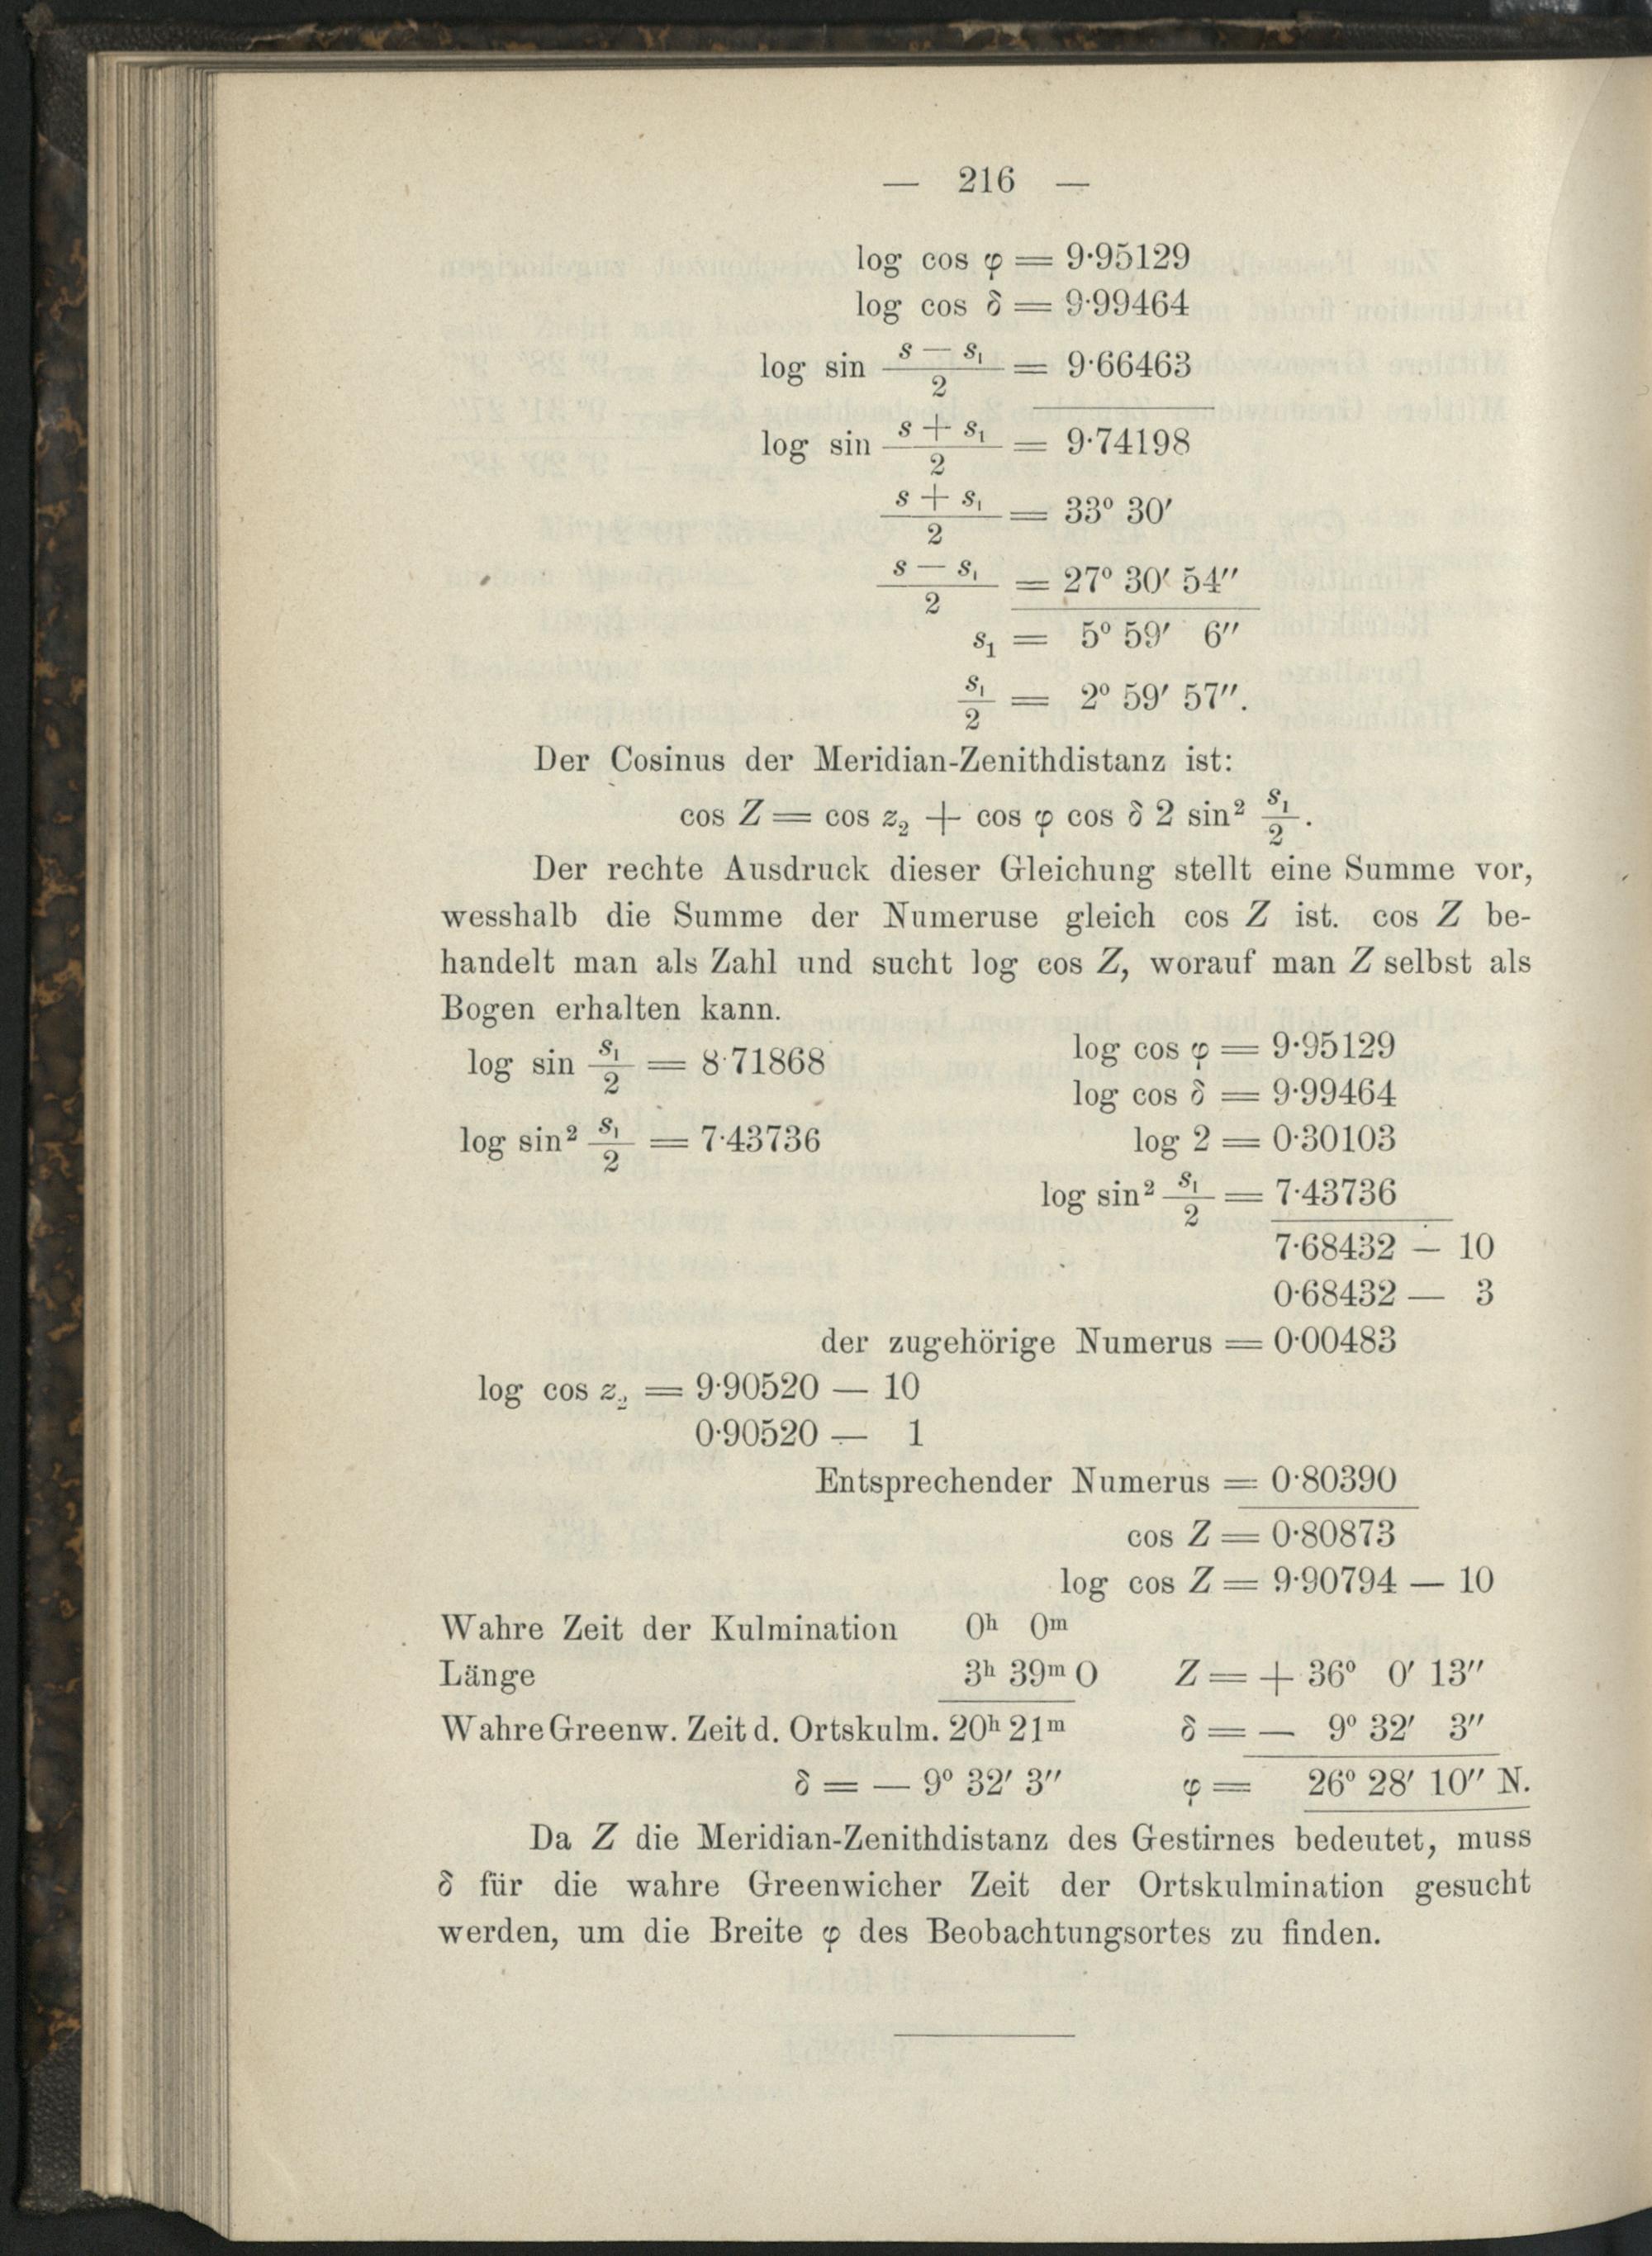 — 216 —
log cos φ = 9·95129
log cos δ = 9·99464
log sin (s — s₁)/2 = 9·66463
log sin (s + s₁)/2 = 9·74198
(s + s₁)/2 = 33° 30′
(s — s₁)/2 = 27° 30′ 54″
s₁ = 5° 59′ 6″
s₁/2 = 2° 59′ 57″.
Der Cosinus der Meridian-Zenithdistanz ist:
cos Z = cos z₂ + cos φ cos δ 2 sin² s₁/2.
Der rechte Ausdruck dieser Gleichung stellt eine Summe vor,
wesshalb die Summe der Numeruse gleich cos Z ist. cos Z be-
handelt man als Zahl und sucht log cos Z, worauf man Z selbst als
Bogen erhalten kann.
log sin s₁/2 = 8·71868
log sin² s₁/2 = 7·43736
log cos φ = 9·95129
log cos δ = 9·99464
log 2 = 0·30103
log sin² s₁/2 = 7·43736
7·68432 — 10
0·68432 — 3
der zugehörige Numerus = 0·00483
log cos z₂ = 9·90520 — 10
0·90520 — 1
Entsprechender Numerus = 0·80390
cos Z = 0·80873
log cos Z = 9·90794 — 10
Wahre Zeit der Kulmination 0ʰ 0ᵐ
Länge 3ʰ 39ᵐ O Z = + 36° 0′ 13″
Wahre Greenw. Zeit d. Ortskulm. 20ʰ 21ᵐ δ = — 9° 32′ 3″
δ = — 9° 32′ 3″ φ = 26° 28′ 10″ N.
Da Z die Meridian-Zenithdistanz des Gestirnes bedeutet, muss
δ für die wahre Greenwicher Zeit der Ortskulmination gesucht
werden, um die Breite φ des Beobachtungsortes zu finden.